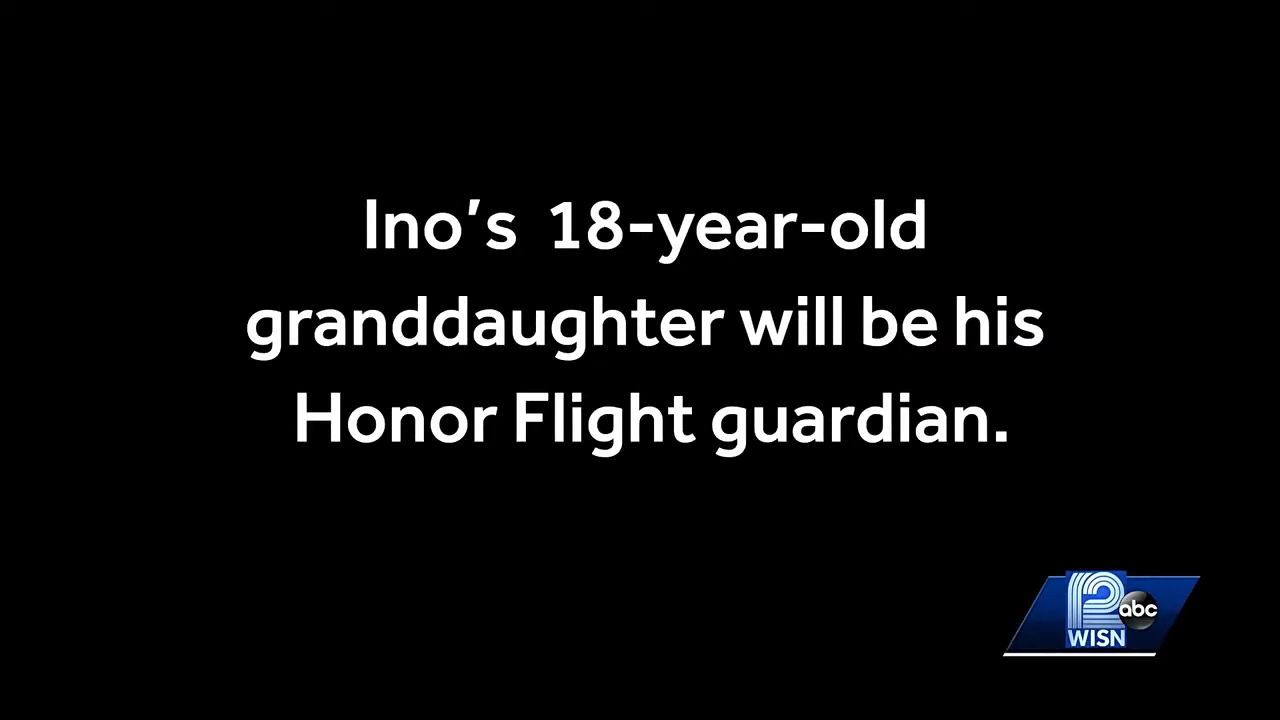 Ino’s  18-year-old
granddaughter will be his
Honor Flight guardian.
12
abc
WISN